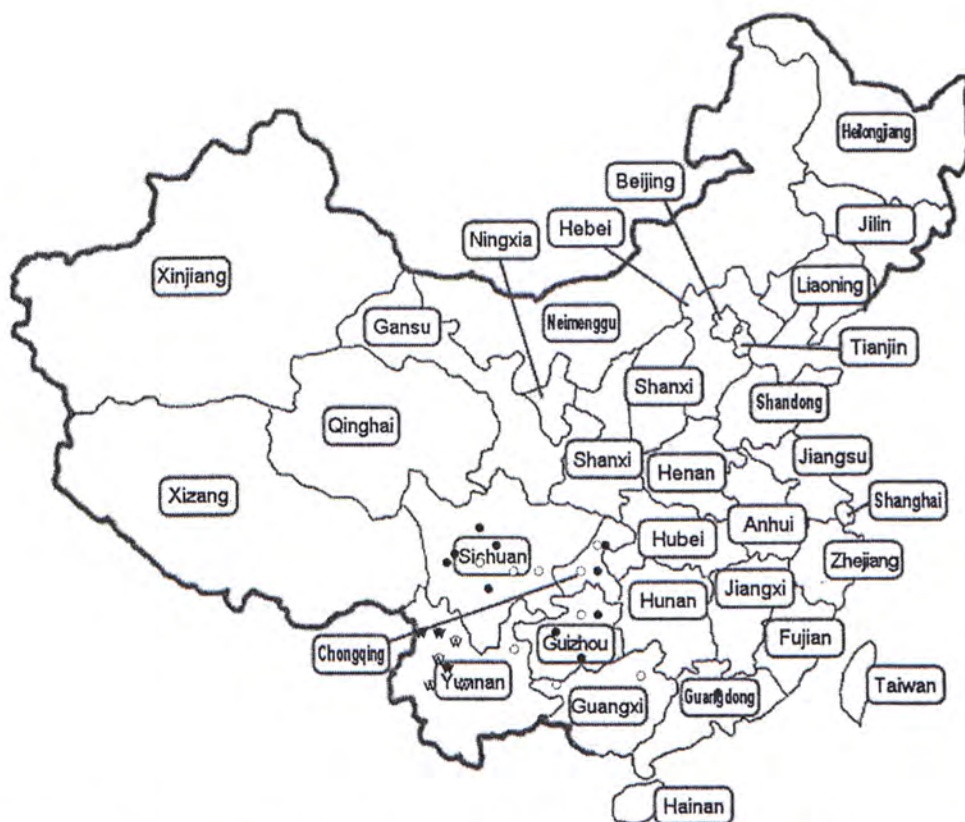 Heilongjiang
Beijing
Jilin
Ningxia
Hebei
Xinjiang
Liaoning
Gansu
Neimenggu
Tianjin
Shanxi
Shandong
Qinghai
Jiangsu
Shanxi
Henan
Xizang
Shanghai
Anhui
Hubei
Sichuan
Zhejiang
Jiangxi
Hunan
Fujian
Guizhou
Chongqing
Yunnan
Taiwan
Guangdong
Guangxi
Hainan